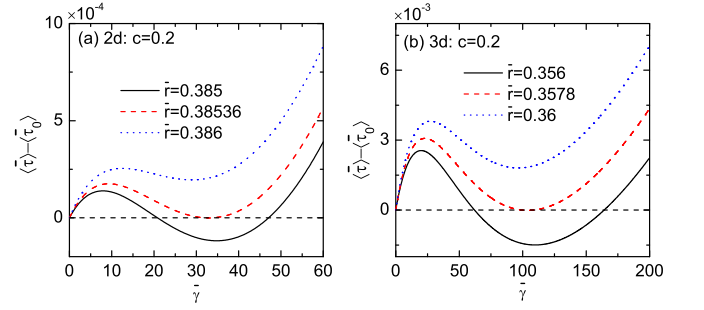 ×10⁻⁴
(a) 2d: c=0.2
r̄=0.385
r̄=0.38536
r̄=0.386
⟨τ̄⟩−⟨τ̄₀⟩
10
5
0
0 10 20 30 40 50 60
γ̄
×10⁻³
(b) 3d: c=0.2
r̄=0.356
r̄=0.3578
r̄=0.36
⟨τ̄⟩−⟨τ̄₀⟩
6
3
0
0 50 100 150 200
γ̄